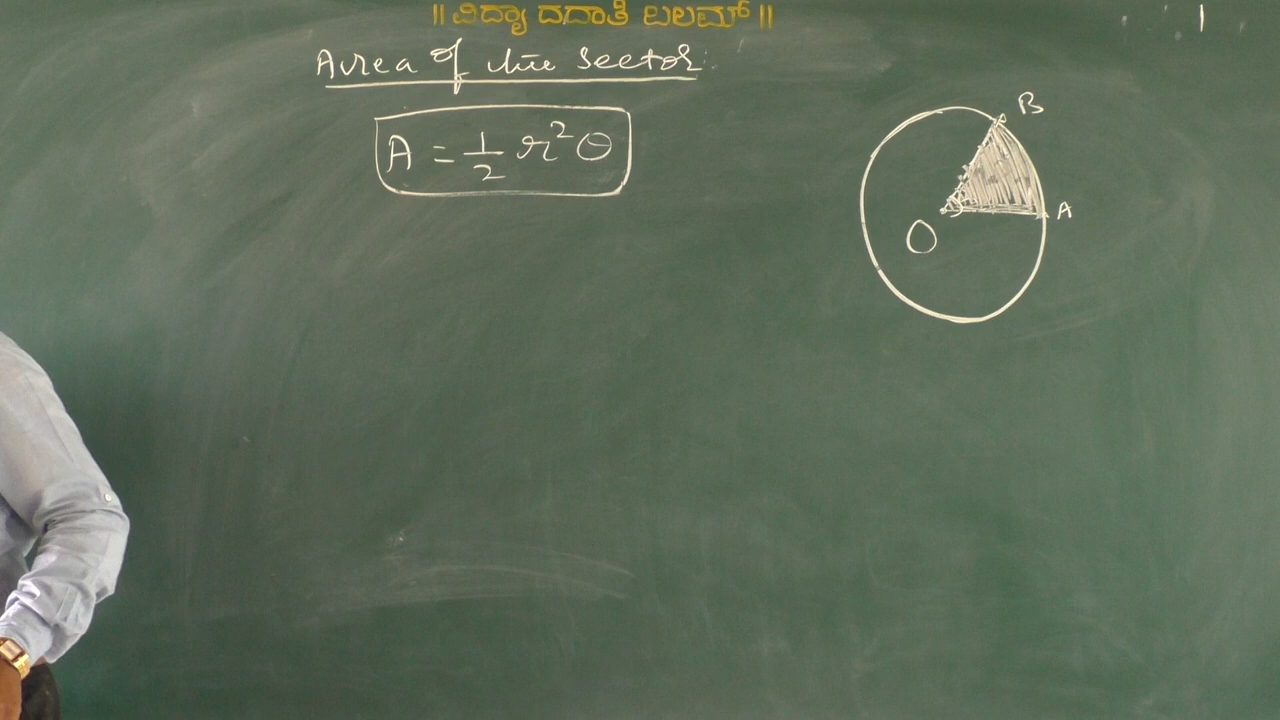 || ವಿದ್ಯಾ ದದಾತಿ ಬಲಮ್ ||
Area of the sector:
A = 1/2 r²θ
B
A
O